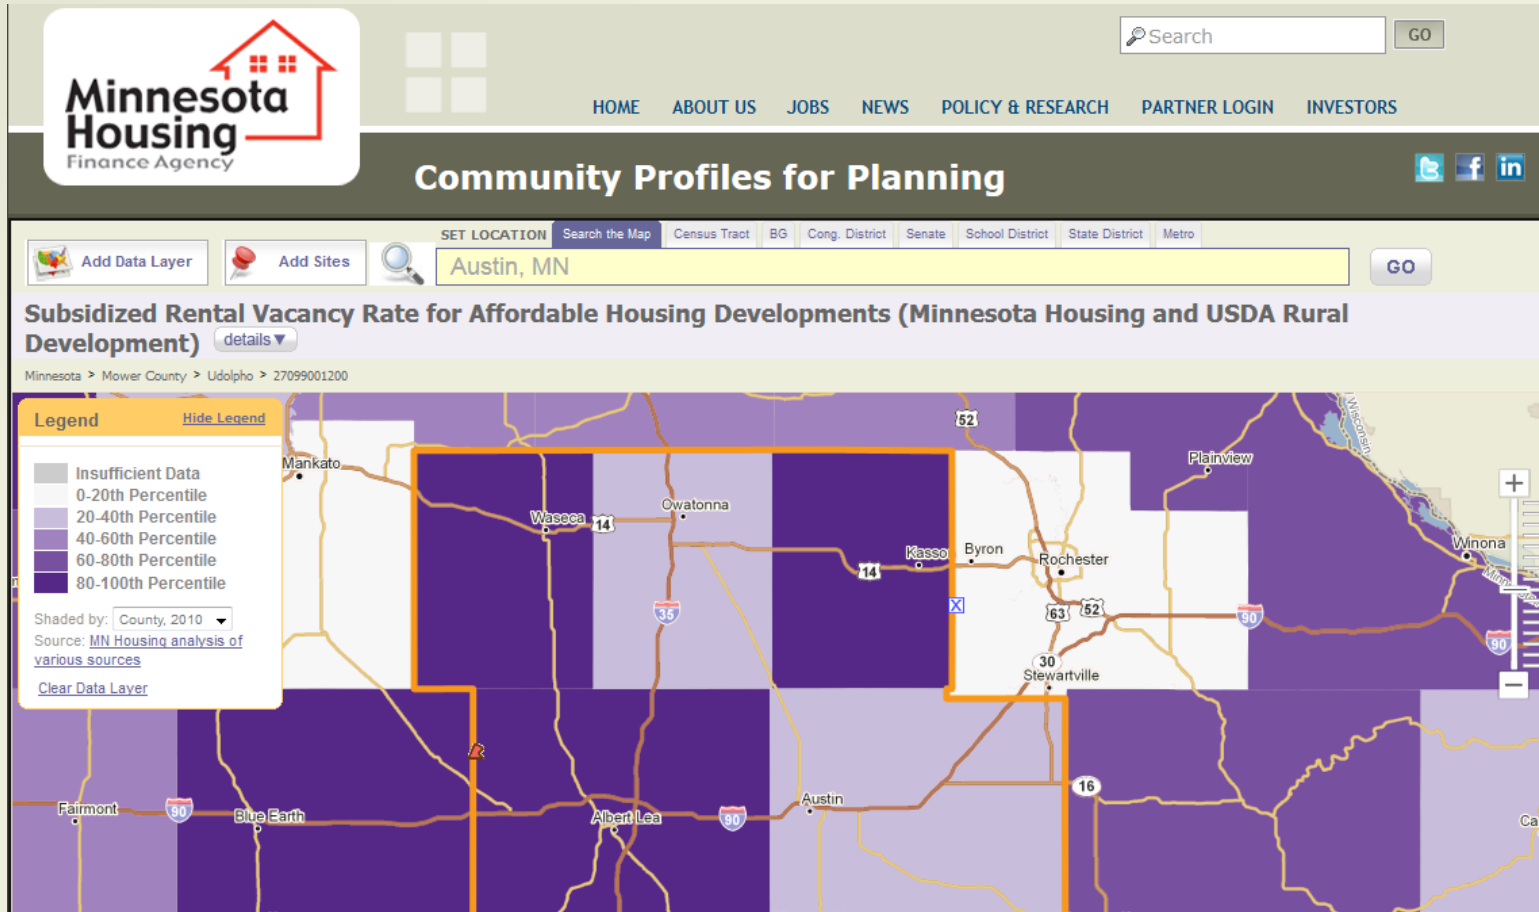 Minnesota
Housing
Finance Agency
Search
GO
HOME ABOUT US JOBS NEWS POLICY & RESEARCH PARTNER LOGIN INVESTORS
Community Profiles for Planning
in
SET LOCATION Search the Map Census Tract BG Cong. District Senate School District State District Metro
Add Data Layer Add Sites Austin, MN GO
Subsidized Rental Vacancy Rate for Affordable Housing Developments (Minnesota Housing and USDA Rural
Development) details ▼
Minnesota > Mower County > Udolpho > 27099001200
Legend Hide Legend
Insufficient Data
0-20th Percentile
20-40th Percentile
40-60th Percentile
60-80th Percentile
80-100th Percentile
Shaded by: County, 2010
Source: MN Housing analysis of
various sources
Clear Data Layer
52
Wisconsin
Mankato
Plainview
Owatonna
Waseca 14
Winona
Kasso Byron
Rochester
14
35
X
63 52
90
90
30
Stewartville
16
Fairmont 90
Blue Earth
Albert Lea 90
Austin
Ca